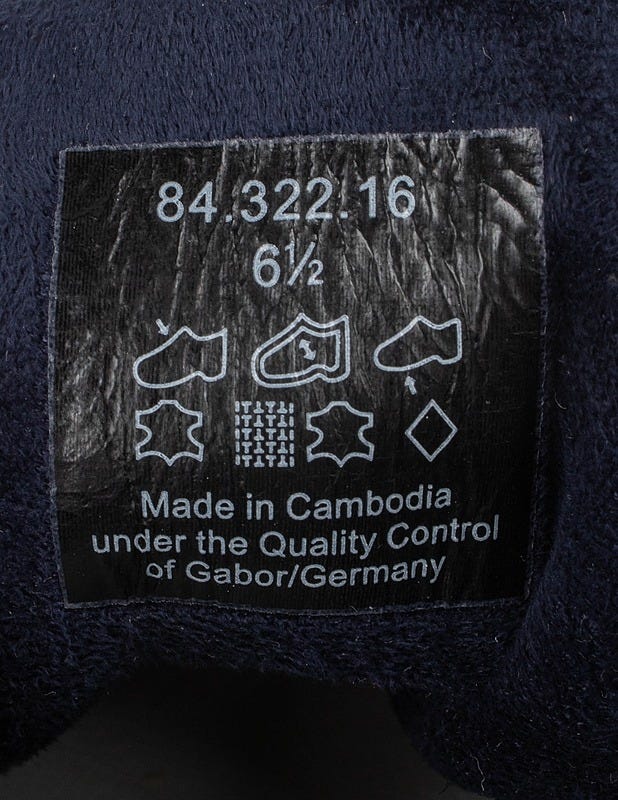 84.322.16
6½
Made in Cambodia
under the Quality Control
of Gabor/Germany